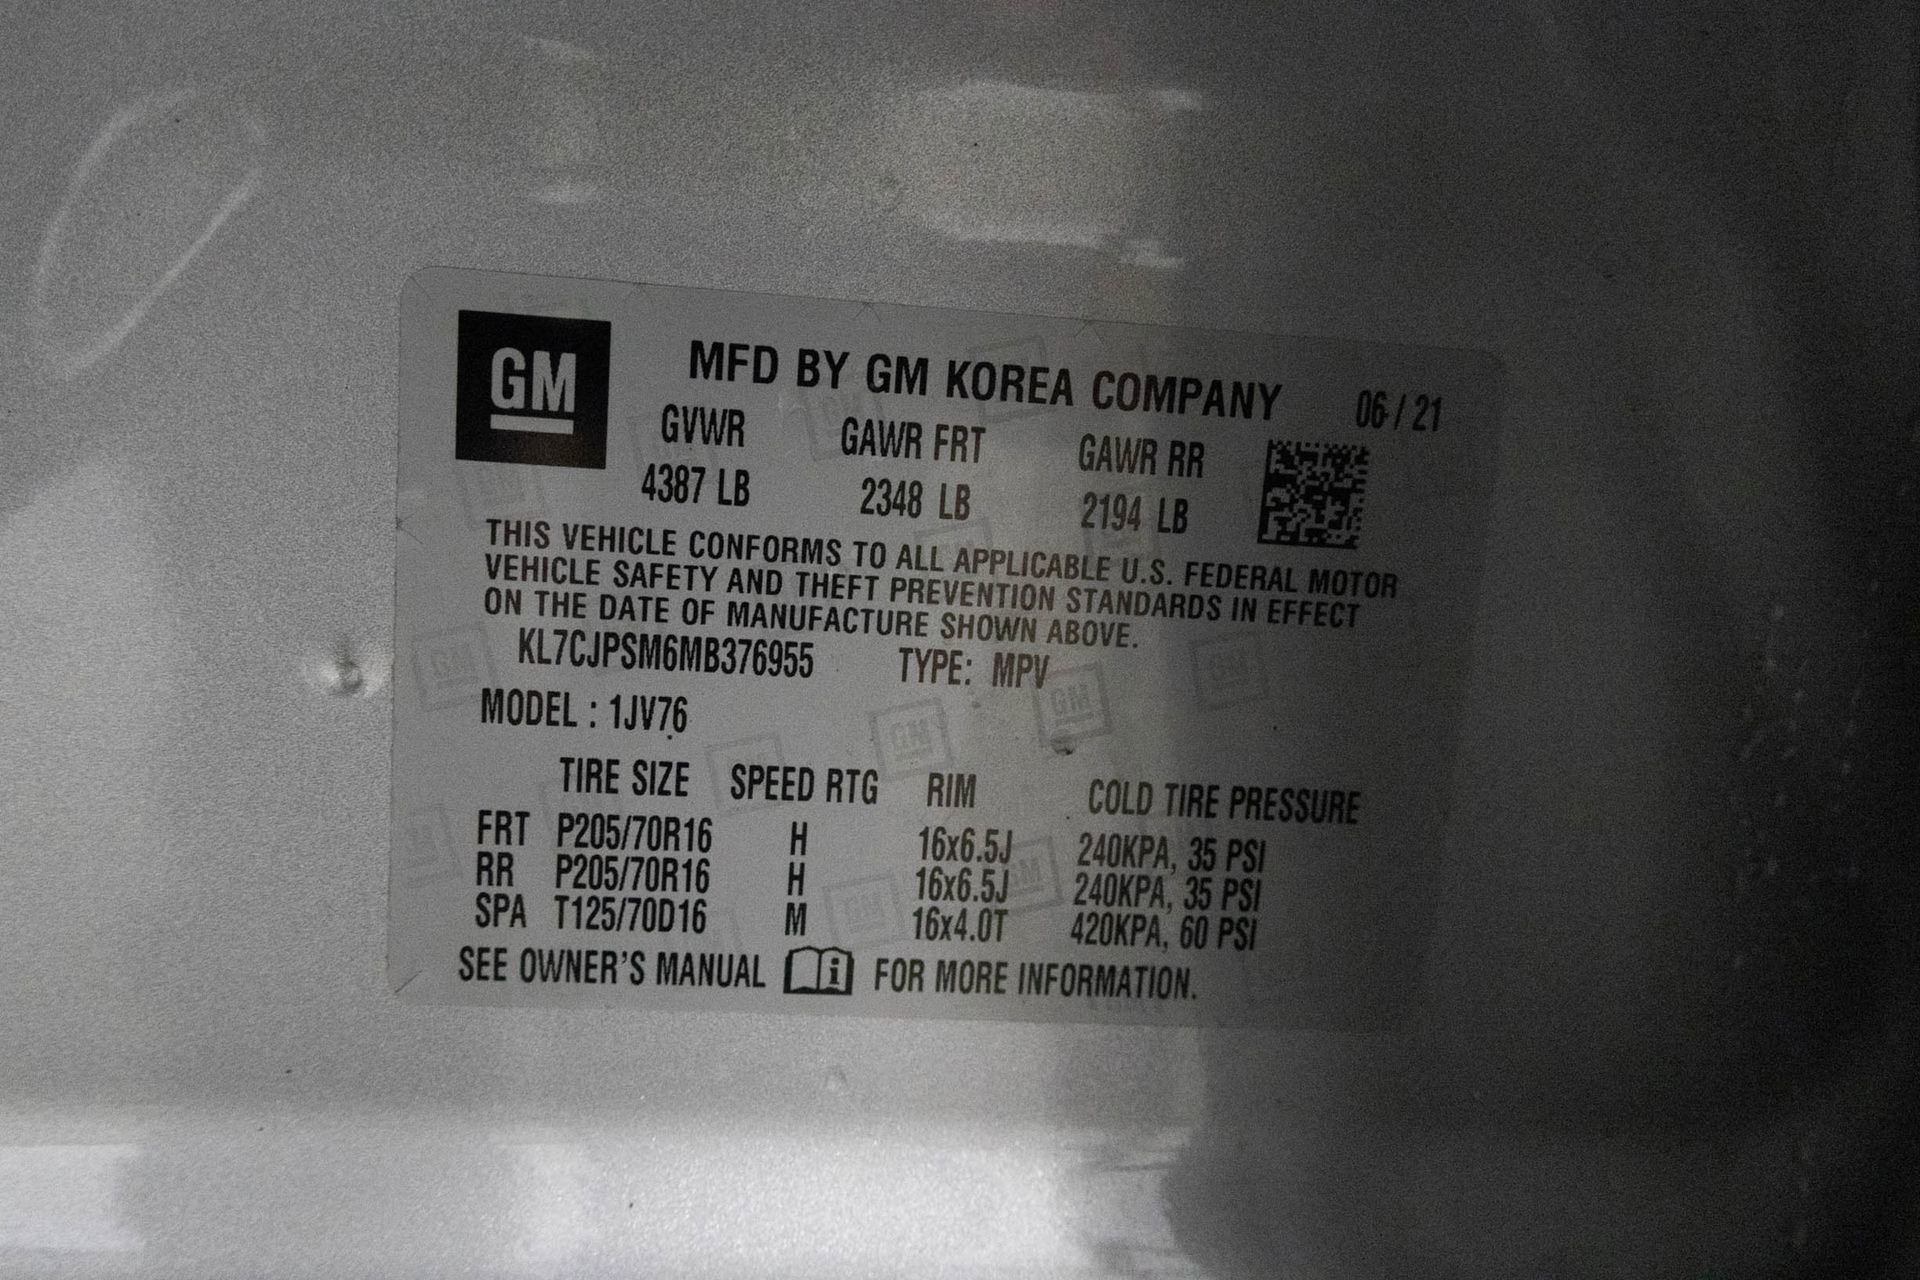 GM
MFD BY GM KOREA COMPANY 06/21
GVWR GAWR FRT GAWR RR
4387 LB 2348 LB 2194 LB
THIS VEHICLE CONFORMS TO ALL APPLICABLE U.S. FEDERAL MOTOR
VEHICLE SAFETY AND THEFT PREVENTION STANDARDS IN EFFECT
ON THE DATE OF MANUFACTURE SHOWN ABOVE.
KL7CJPSM6MB376955 TYPE: MPV
MODEL : 1JV76
TIRE SIZE SPEED RTG RIM COLD TIRE PRESSURE
FRT P205/70R16 H 16x6.5J 240KPA, 35 PSI
RR P205/70R16 H 16x6.5J 240KPA, 35 PSI
SPA T125/70D16 M 16x4.0T 420KPA, 60 PSI
SEE OWNER'S MANUAL i FOR MORE INFORMATION.